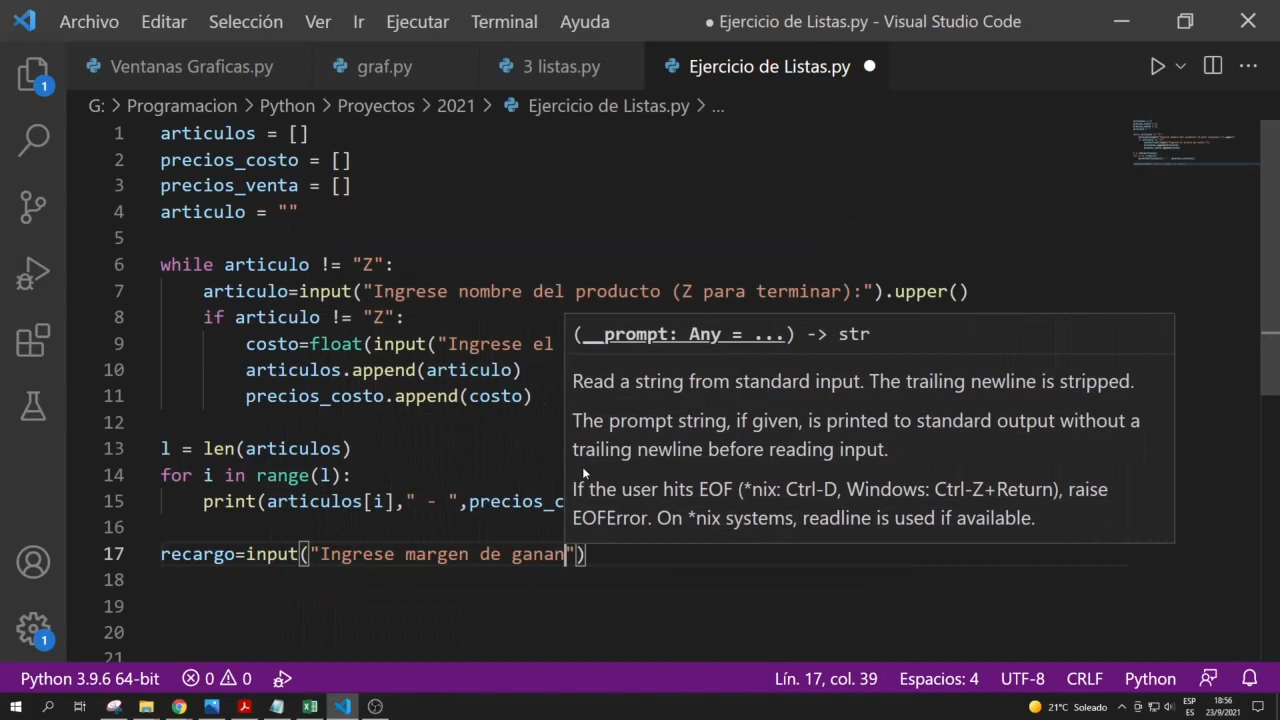 Archivo Editar Selección Ver Ir Ejecutar Terminal Ayuda ● Ejercicio de Listas.py - Visual Studio Code
Ventanas Graficas.py graf.py 3 listas.py Ejercicio de Listas.py
G: > Programacion > Python > Proyectos > 2021 > Ejercicio de Listas.py > ...
1 articulos = []
2 precios_costo = []
3 precios_venta = []
4 articulo = ""
5
6 while articulo != "Z":
7 articulo=input("Ingrese nombre del producto (Z para terminar):").upper()
8 if articulo != "Z":
(__prompt: Any = ...) -> str
9 costo=float(input("Ingrese el
10 articulos.append(articulo)
Read a string from standard input. The trailing newline is stripped.
11 precios_costo.append(costo)
12
The prompt string, if given, is printed to standard output without a
13 l = len(articulos)
trailing newline before reading input.
14 for i in range(l):
15 print(articulos[i]," - ",precios_c
If the user hits EOF (*nix: Ctrl-D, Windows: Ctrl-Z+Return), raise
16
EOFError. On *nix systems, readline is used if available.
17 recargo=input("Ingrese margen de ganan")
18
19
20
21
1
1
Python 3.9.6 64-bit 0 0 Lín. 17, col. 39 Espacios: 4 UTF-8 CRLF Python
21°C Soleado ESP ES 18:56 23/9/2021